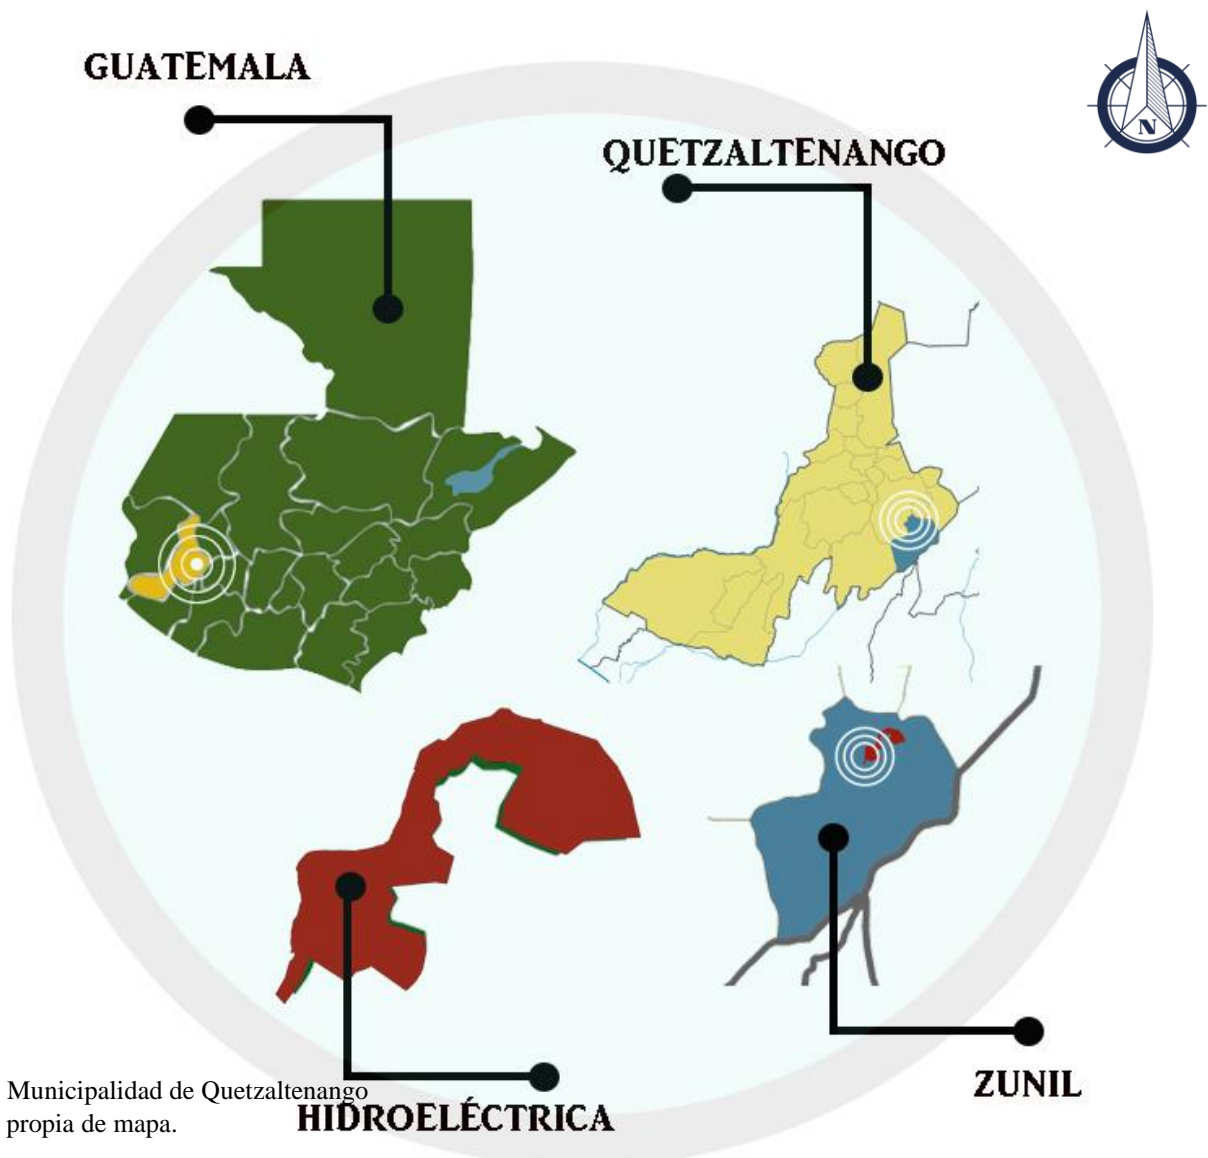 GUATEMALA
QUETZALTENANGO
N
ZUNIL
Municipalidad de Quetzaltenango
propia de mapa.
HIDROELÉCTRICA